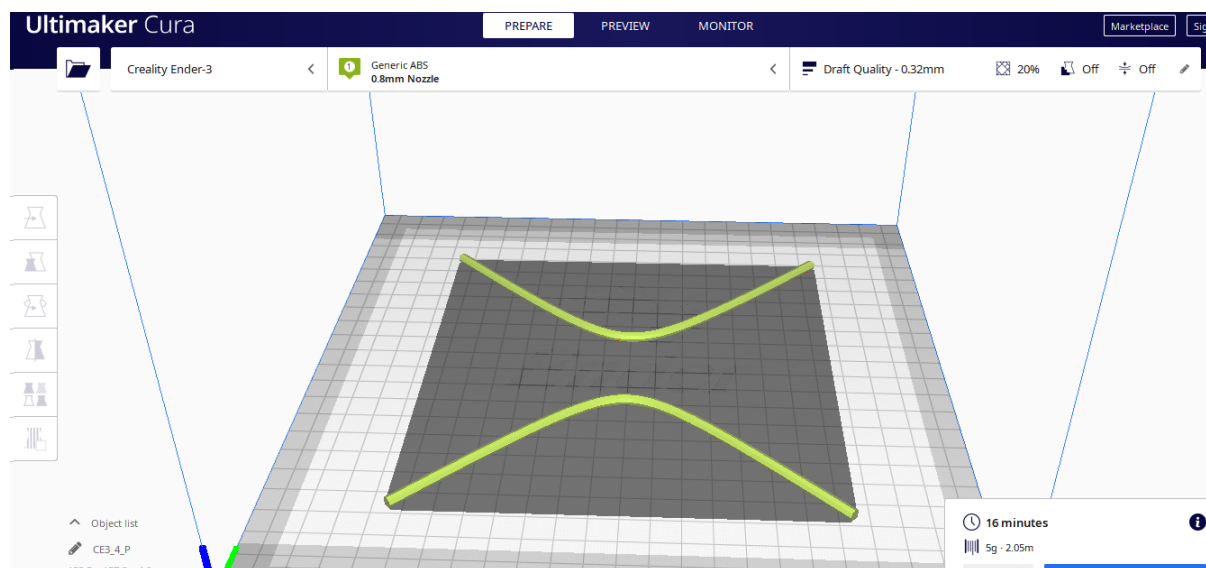 Ultimaker Cura
PREPARE
PREVIEW
MONITOR
Marketplace
Creality Ender-3
1
Generic ABS
0.8mm Nozzle
Draft Quality - 0.32mm
20%
Off
Off
Object list
CE3_4_P
16 minutes
5g · 2.05m